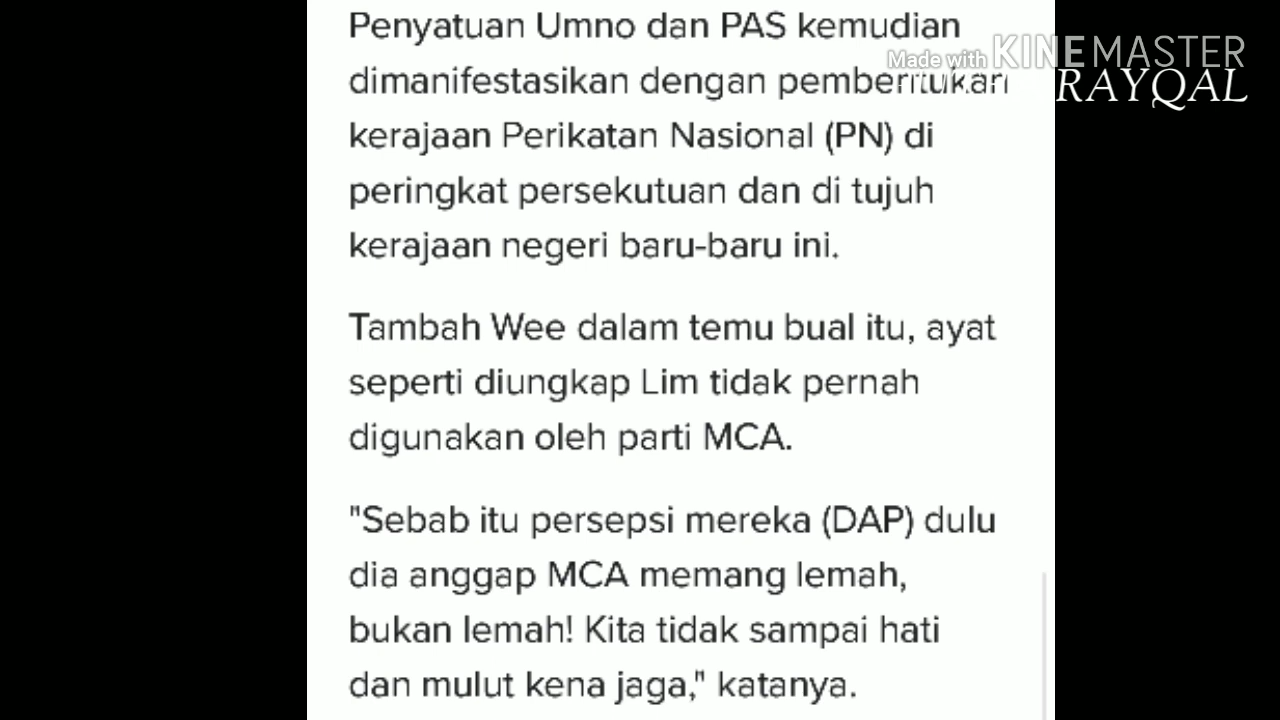 Penyatuan Umno dan PAS kemudian
Made with KINEMASTER
dimanifestasikan dengan pembentukan
RAYQAL
kerajaan Perikatan Nasional (PN) di
peringkat persekutuan dan di tujuh
kerajaan negeri baru-baru ini.
Tambah Wee dalam temu bual itu, ayat
seperti diungkap Lim tidak pernah
digunakan oleh parti MCA.
"Sebab itu persepsi mereka (DAP) dulu
dia anggap MCA memang lemah,
bukan lemah! Kita tidak sampai hati
dan mulut kena jaga," katanya.